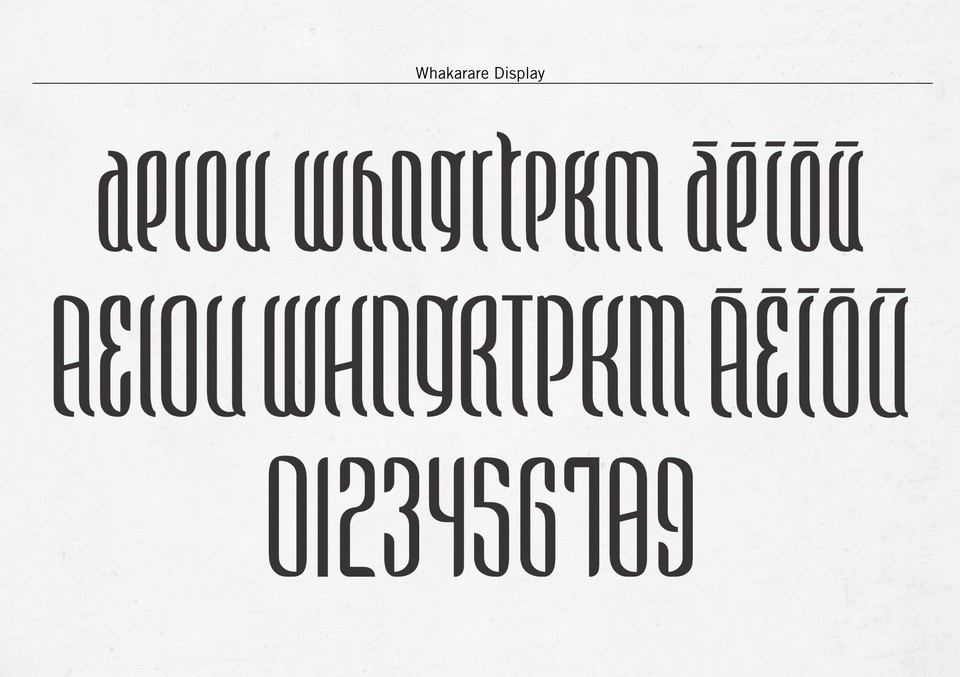 Whakarare Display
aeiou whngrtpkm āēīōū
AEIOU WHNGRTPKM ĀĒĪŌŪ
0123456789